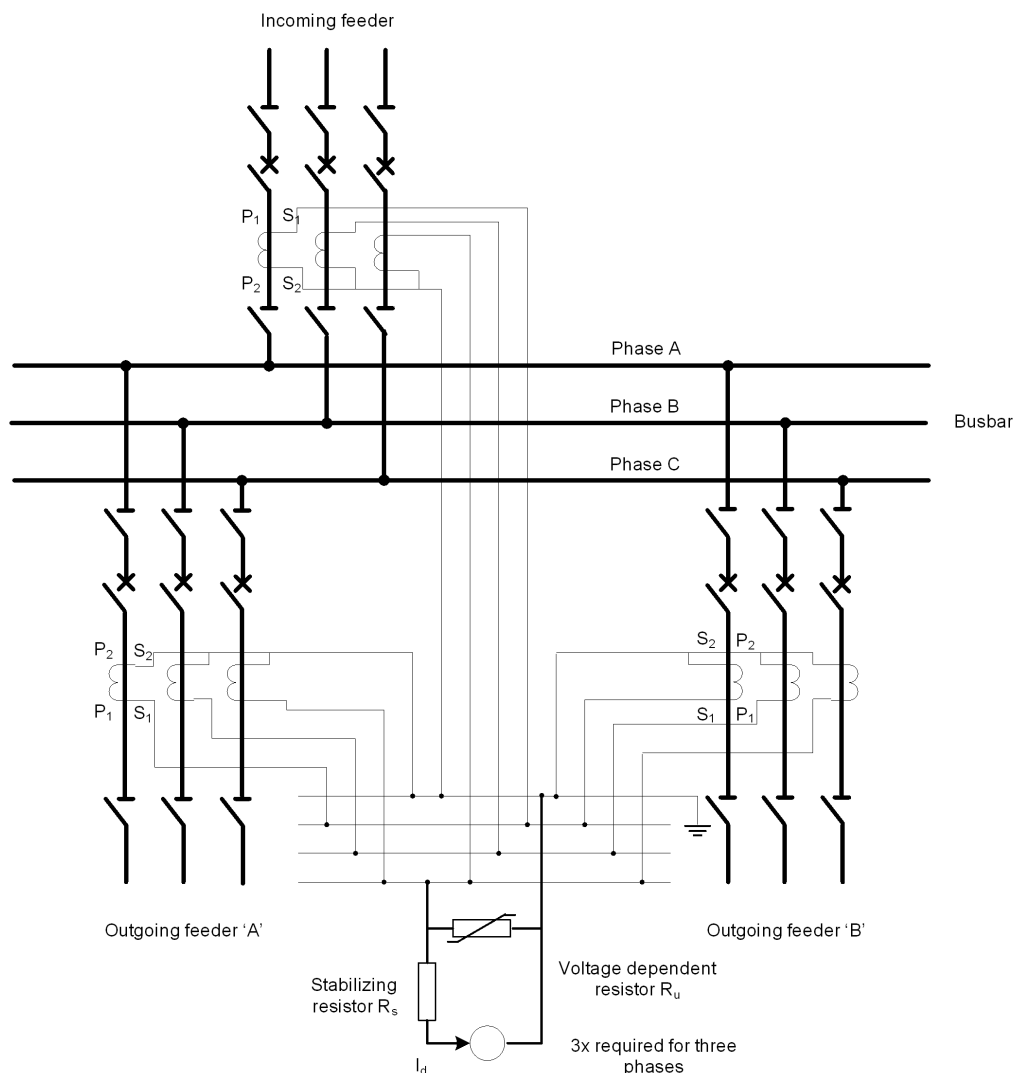 Incoming feeder
P₁ S₁
P₂ S₂
Phase A
Phase B
Busbar
Phase C
P₂ S₂
P₁ S₁
S₂ P₂
S₁ P₁
Outgoing feeder ‘A’
Outgoing feeder ‘B’
Stabilizing
resistor Rₛ
Voltage dependent
resistor Rᵤ
I_d
3x required for three
phases